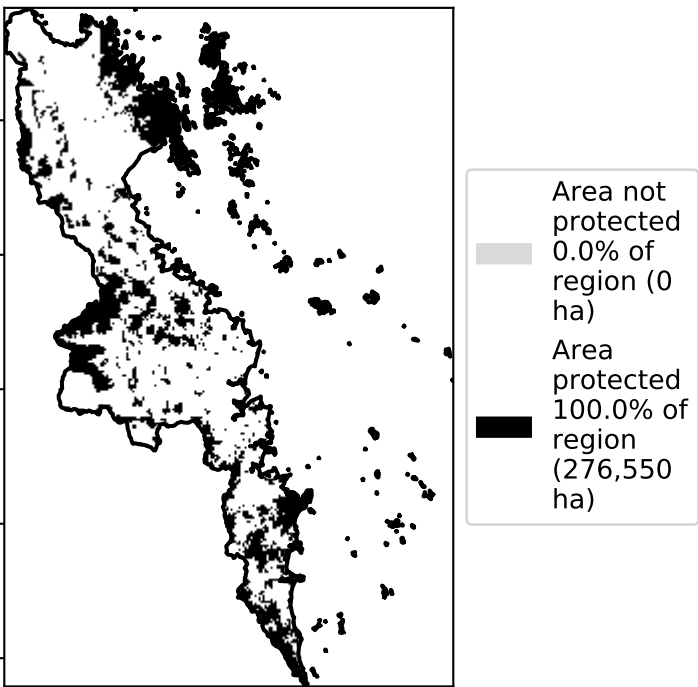 Area not
protected
0.0% of
region (0
ha)
Area
protected
100.0% of
region
(276,550
ha)